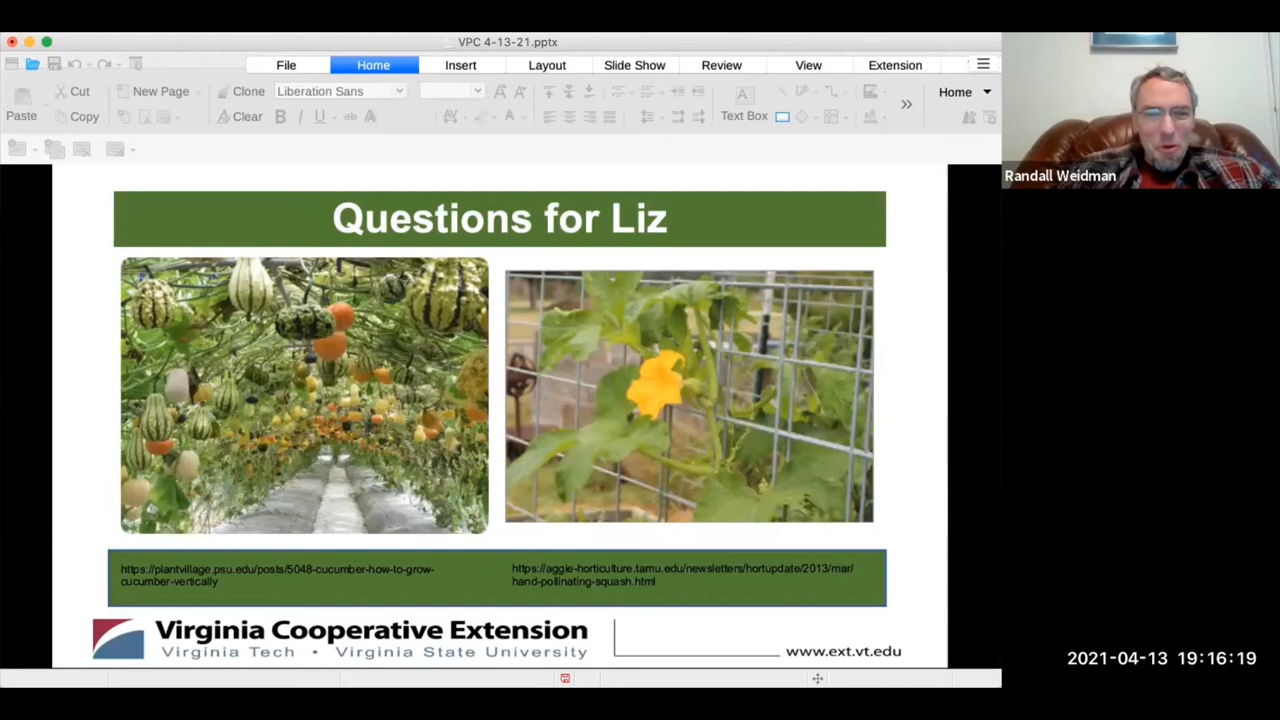 VPC 4-13-21.pptx
File Home Insert Layout Slide Show Review View Extension
Cut New Page Clone Liberation Sans Home
Paste Copy Clear B I U ab A A Text Box
Randall Weidman
Questions for Liz
https://plantvillage.psu.edu/posts/5048-cucumber-how-to-grow-
cucumber-vertically
https://aggie-horticulture.tamu.edu/newsletters/hortupdate/2013/mar/
hand-pollinating-squash.html
Virginia Cooperative Extension
Virginia Tech • Virginia State University
www.ext.vt.edu
2021-04-13 19:16:19